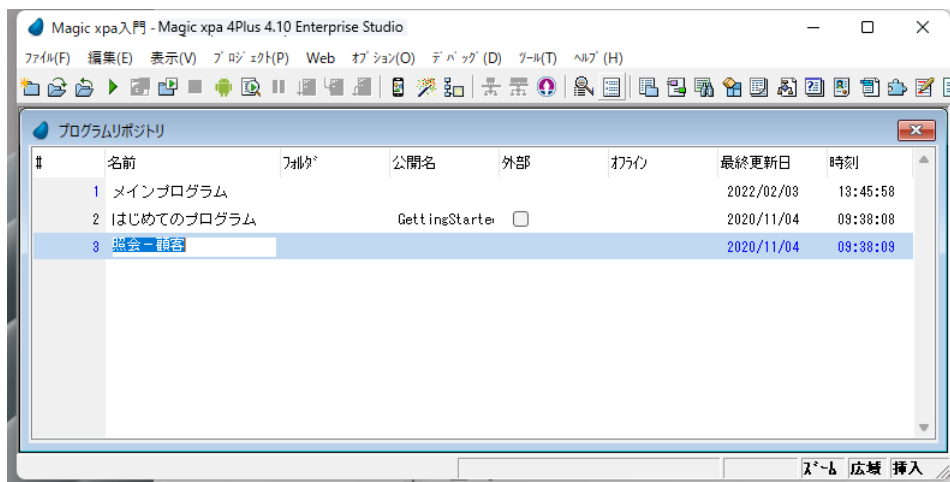 Magic xpa入門 - Magic xpa 4Plus 4.10 Enterprise Studio
ファイル(F) 編集(E) 表示(V) プロジェクト(P) Web オプション(O) デバッグ(D) ツール(T) ヘルプ(H)
プログラムリポジトリ
# 名前 フォルダ 公開名 外部 オフライン 最終更新日 時刻
1 メインプログラム 2022/02/03 13:45:58
2 はじめてのプログラム GettingStarte 2020/11/04 09:38:08
3 照会－顧客 2020/11/04 09:38:09
ズーム 広域 挿入